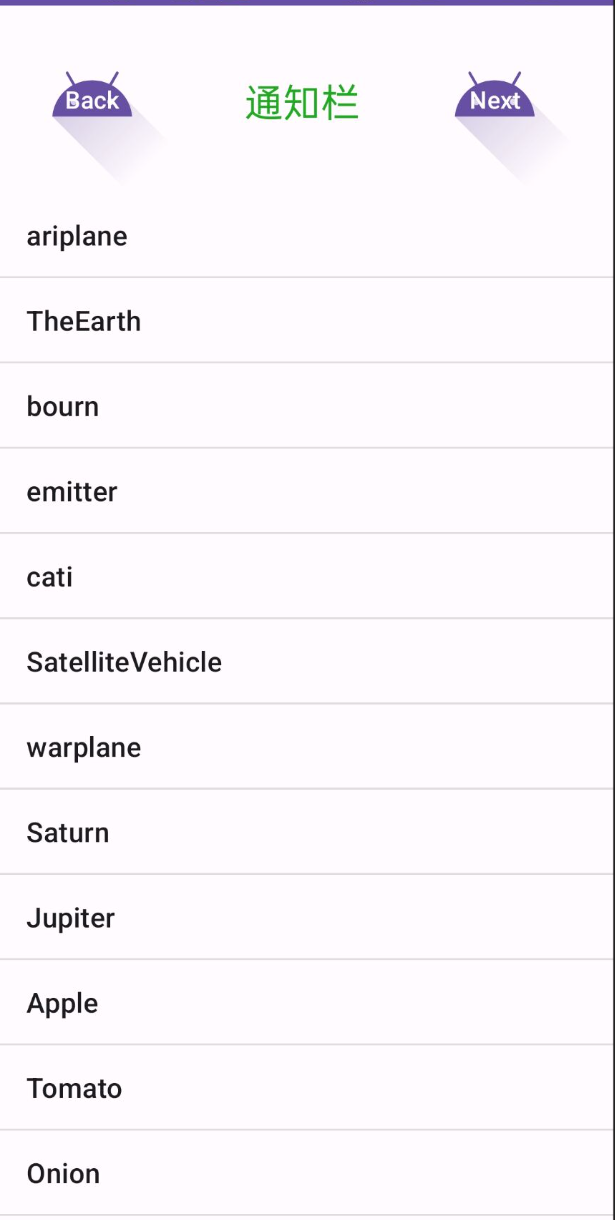 Back 通知栏 Next
ariplane
TheEarth
bourn
emitter
cati
SatelliteVehicle
warplane
Saturn
Jupiter
Apple
Tomato
Onion